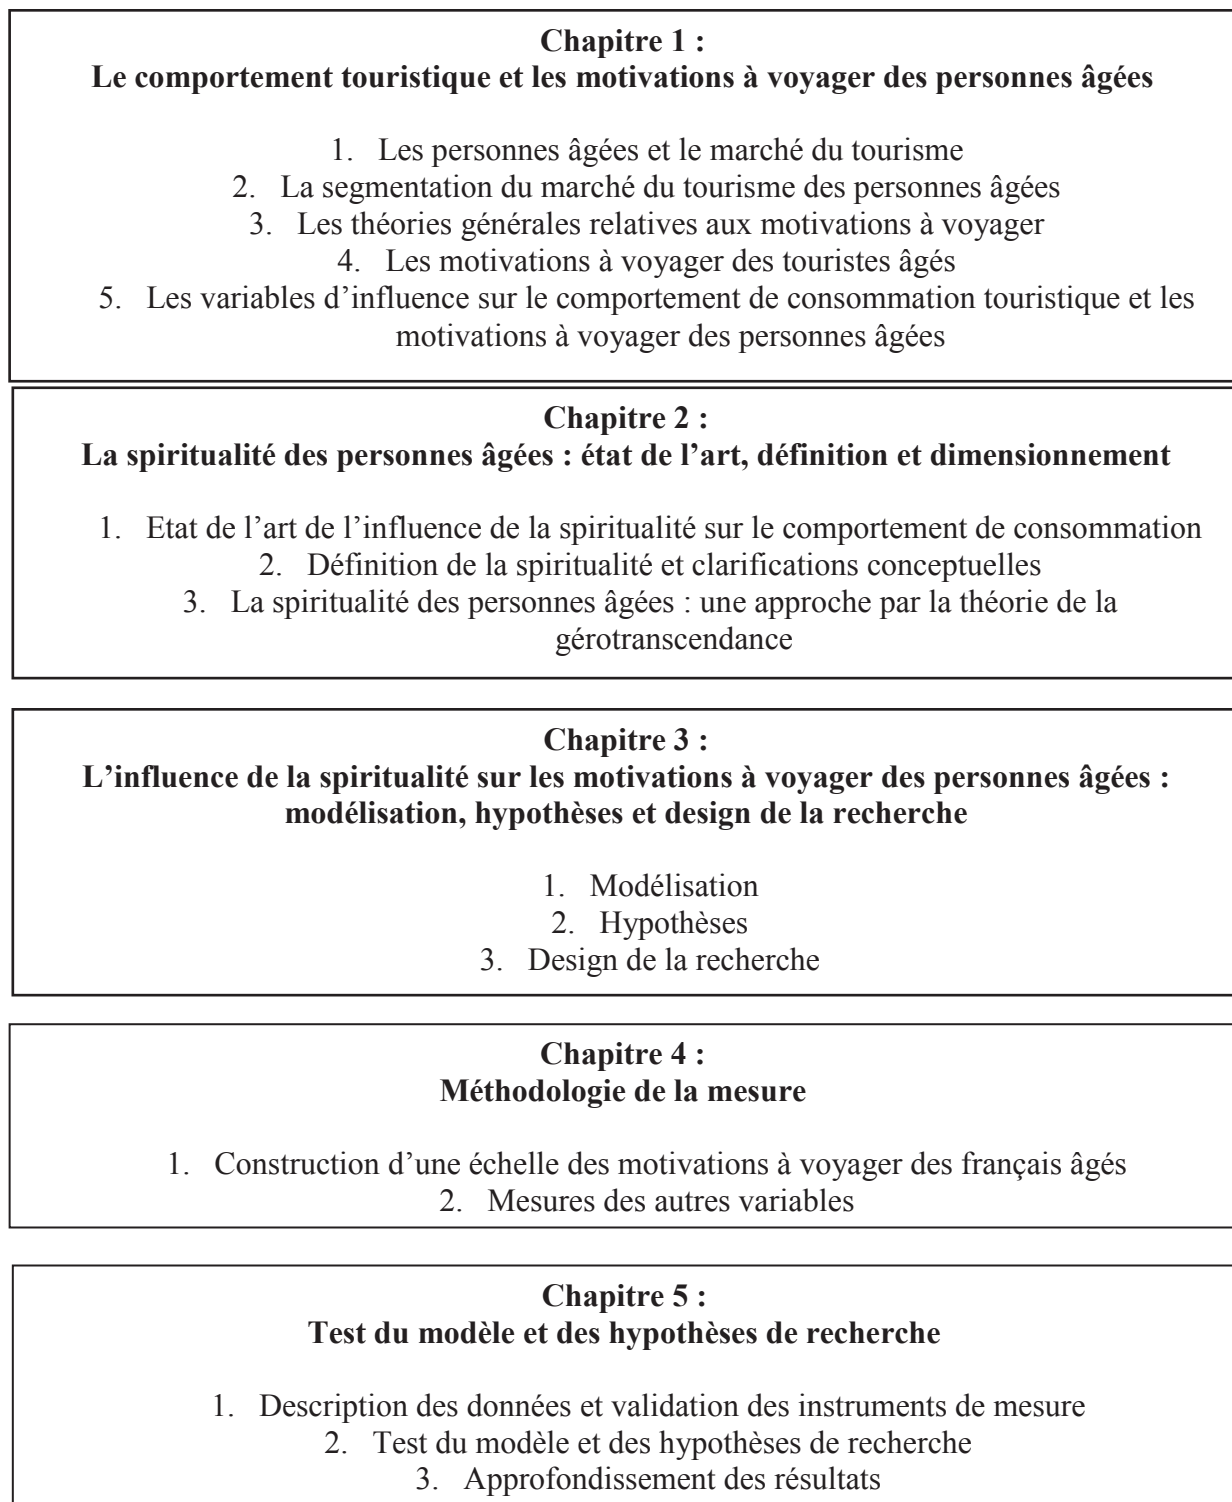 Chapitre 1 :
Le comportement touristique et les motivations à voyager des personnes âgées
1. Les personnes âgées et le marché du tourisme
2. La segmentation du marché du tourisme des personnes âgées
3. Les théories générales relatives aux motivations à voyager
4. Les motivations à voyager des touristes âgés
5. Les variables d’influence sur le comportement de consommation touristique et les
motivations à voyager des personnes âgées
Chapitre 2 :
La spiritualité des personnes âgées : état de l’art, définition et dimensionnement
1. Etat de l’art de l’influence de la spiritualité sur le comportement de consommation
2. Définition de la spiritualité et clarifications conceptuelles
3. La spiritualité des personnes âgées : une approche par la théorie de la
gérotranscendance
Chapitre 3 :
L’influence de la spiritualité sur les motivations à voyager des personnes âgées :
modélisation, hypothèses et design de la recherche
1. Modélisation
2. Hypothèses
3. Design de la recherche
Chapitre 4 :
Méthodologie de la mesure
1. Construction d’une échelle des motivations à voyager des français âgés
2. Mesures des autres variables
Chapitre 5 :
Test du modèle et des hypothèses de recherche
1. Description des données et validation des instruments de mesure
2. Test du modèle et des hypothèses de recherche
3. Approfondissement des résultats